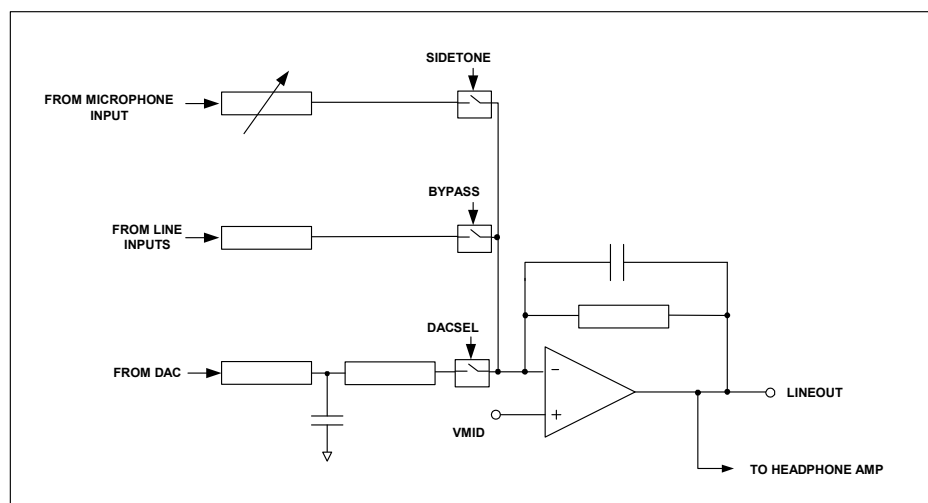 SIDETONE
FROM MICROPHONE
INPUT
BYPASS
FROM LINE
INPUTS
DACSEL
FROM DAC
−
+
VMID
LINEOUT
TO HEADPHONE AMP